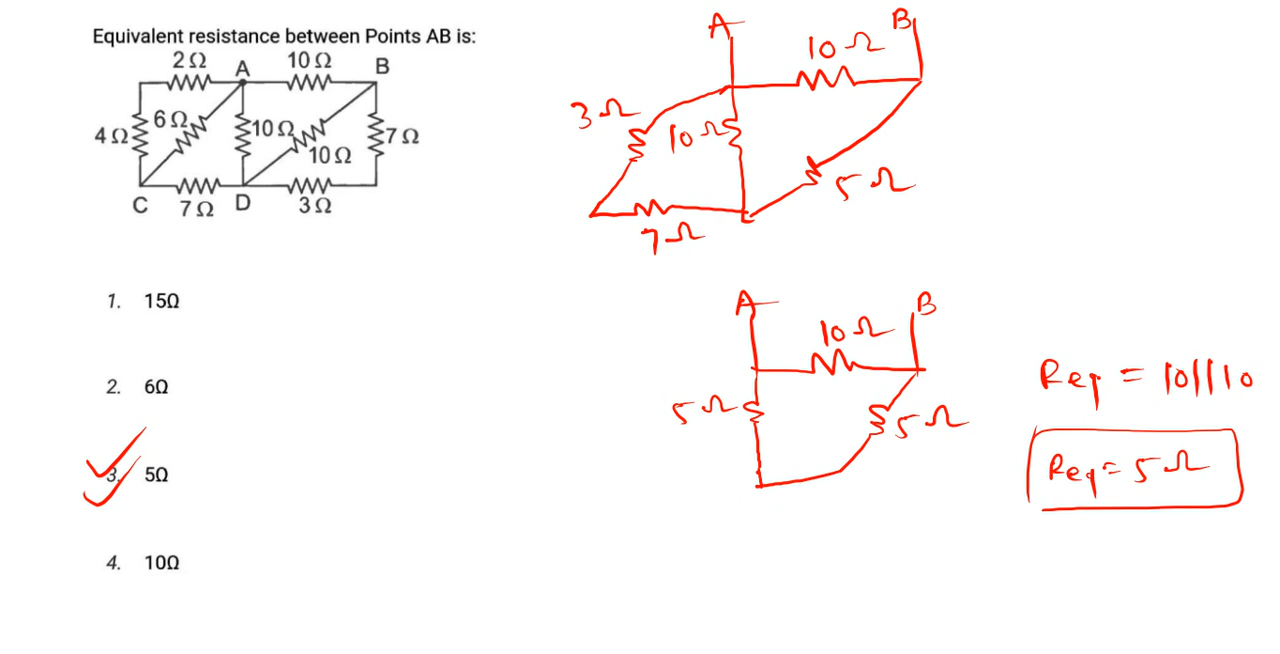 Equivalent resistance between Points AB is:
2Ω A 10Ω B
4Ω 6Ω 10Ω 10Ω 7Ω
C 7Ω D 3Ω
1. 15Ω
2. 6Ω
3. 5Ω
4. 10Ω
A 10Ω B
3Ω 10Ω 5Ω
7Ω
A 10Ω B
5Ω 5Ω
Req = 10||10
Req = 5Ω